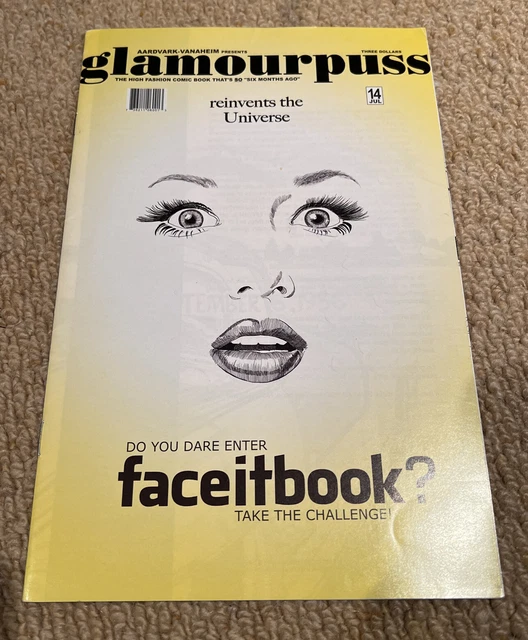 AARDVARK-VANAHEIM PRESENTS
THREE DOLLARS
glamourpuss
THE HIGH FASHION COMIC BOOK THAT'S SO "SIX MONTHS AGO"
14
JUL
reinvents the
Universe
DO YOU DARE ENTER
faceitbook?
TAKE THE CHALLENGE!